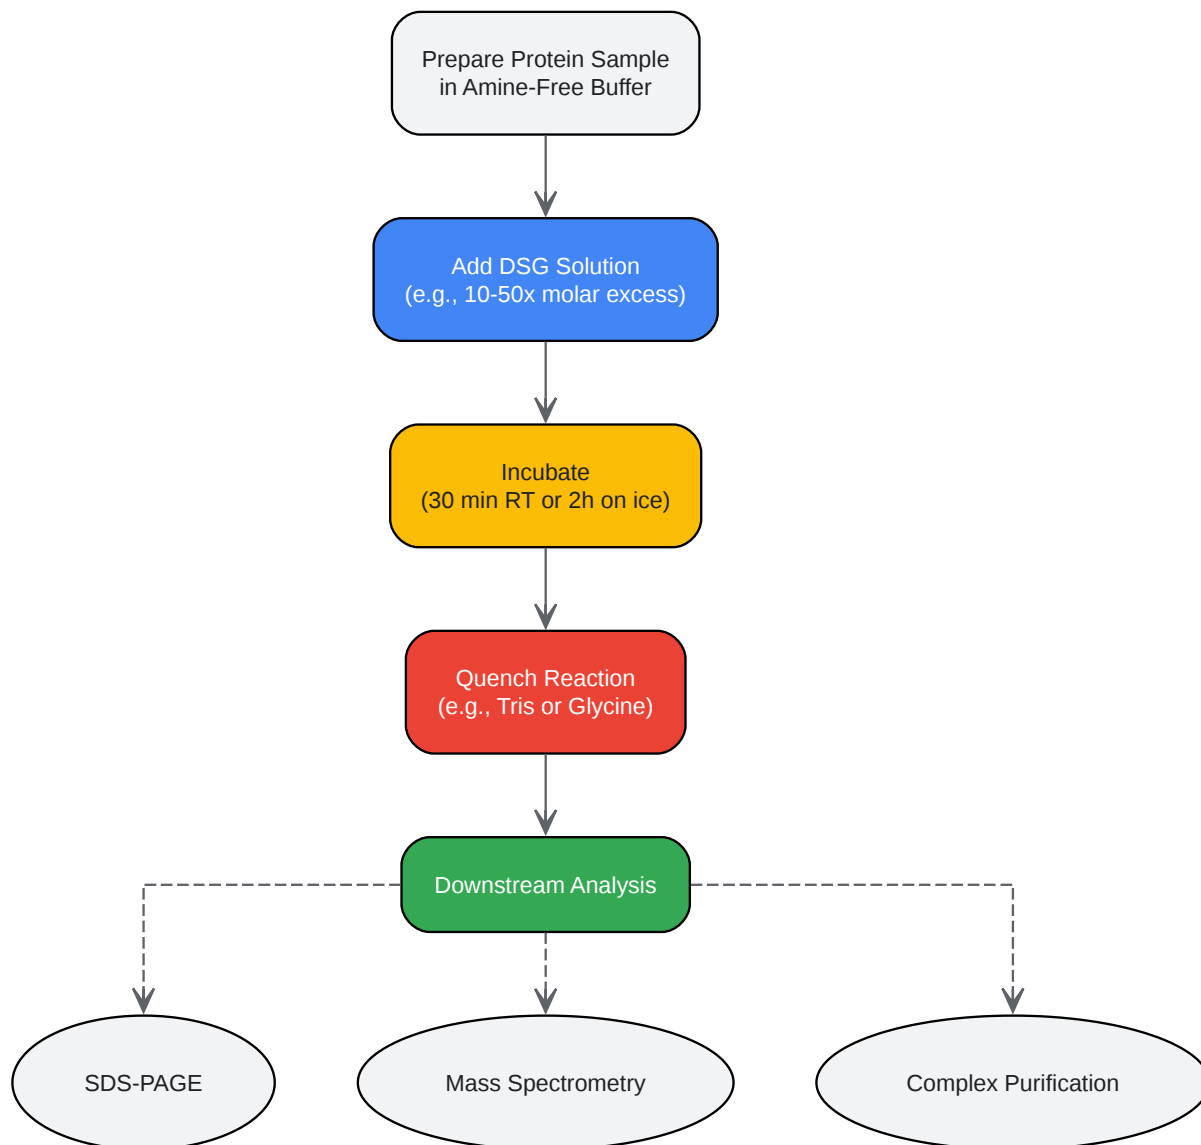 Prepare Protein Sample
in Amine-Free Buffer
Add DSG Solution
(e.g., 10-50x molar excess)
Incubate
(30 min RT or 2h on ice)
Quench Reaction
(e.g., Tris or Glycine)
Downstream Analysis
SDS-PAGE
Mass Spectrometry
Complex Purification